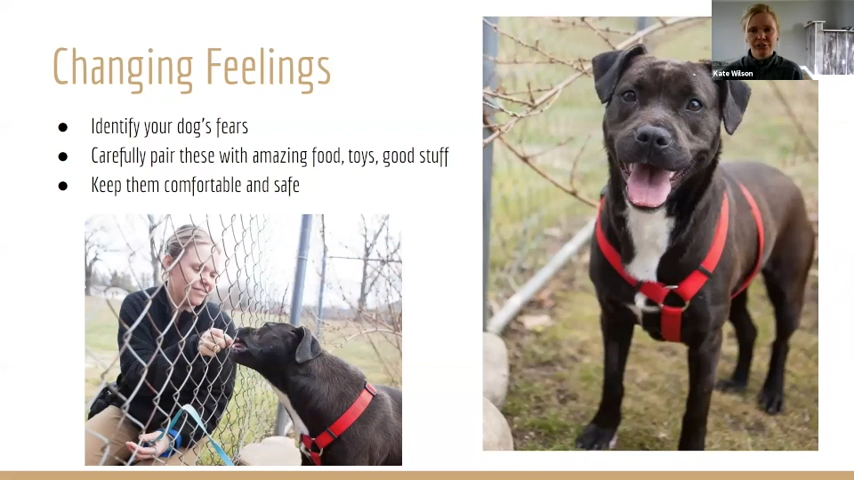 Changing Feelings
● Identify your dog's fears
● Carefully pair these with amazing food, toys, good stuff
● Keep them comfortable and safe
Kate Wilson